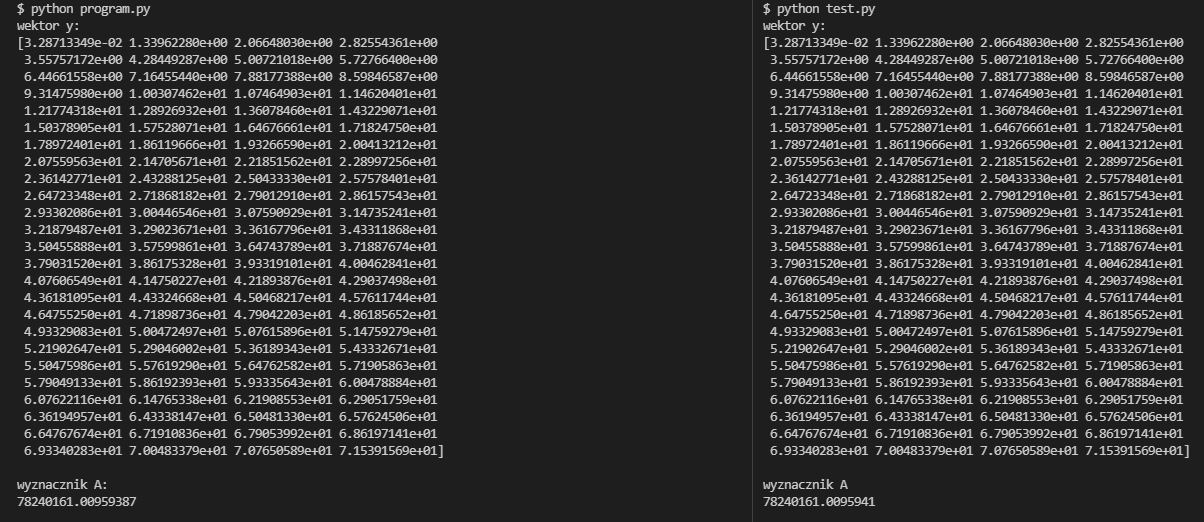 $ python program.py
wektor y:
[3.28713349e-02 1.33962280e+00 2.06648030e+00 2.82554361e+00
3.55757172e+00 4.28449287e+00 5.00721018e+00 5.72766400e+00
6.44661558e+00 7.16455440e+00 7.88177388e+00 8.59846587e+00
9.31475980e+00 1.00307462e+01 1.07464903e+01 1.14620401e+01
1.21774318e+01 1.28926932e+01 1.36078460e+01 1.43229071e+01
1.50378905e+01 1.57528071e+01 1.64676661e+01 1.71824750e+01
1.78972401e+01 1.86119666e+01 1.93266590e+01 2.00413212e+01
2.07559563e+01 2.14705671e+01 2.21851562e+01 2.28997256e+01
2.36142771e+01 2.43288125e+01 2.50433330e+01 2.57578401e+01
2.64723348e+01 2.71868182e+01 2.79012910e+01 2.86157543e+01
2.93302086e+01 3.00446546e+01 3.07590929e+01 3.14735241e+01
3.21879487e+01 3.29023671e+01 3.36167796e+01 3.43311868e+01
3.50455888e+01 3.57599861e+01 3.64743789e+01 3.71887674e+01
3.79031520e+01 3.86175328e+01 3.93319101e+01 4.00462841e+01
4.07606549e+01 4.14750227e+01 4.21893876e+01 4.29037498e+01
4.36181095e+01 4.43324668e+01 4.50468217e+01 4.57611744e+01
4.64755250e+01 4.71898736e+01 4.79042203e+01 4.86185652e+01
4.93329083e+01 5.00472497e+01 5.07615896e+01 5.14759279e+01
5.21902647e+01 5.29046002e+01 5.36189343e+01 5.43332671e+01
5.50475986e+01 5.57619290e+01 5.64762582e+01 5.71905863e+01
5.79049133e+01 5.86192393e+01 5.93335643e+01 6.00478884e+01
6.07622116e+01 6.14765338e+01 6.21908553e+01 6.29051759e+01
6.36194957e+01 6.43338147e+01 6.50481330e+01 6.57624506e+01
6.64767674e+01 6.71910836e+01 6.79053992e+01 6.86197141e+01
6.93340283e+01 7.00483379e+01 7.07650589e+01 7.15391569e+01]
wyznacznik A:
78240161.00959387
$ python test.py
wektor y:
[3.28713349e-02 1.33962280e+00 2.06648030e+00 2.82554361e+00
3.55757172e+00 4.28449287e+00 5.00721018e+00 5.72766400e+00
6.44661558e+00 7.16455440e+00 7.88177388e+00 8.59846587e+00
9.31475980e+00 1.00307462e+01 1.07464903e+01 1.14620401e+01
1.21774318e+01 1.28926932e+01 1.36078460e+01 1.43229071e+01
1.50378905e+01 1.57528071e+01 1.64676661e+01 1.71824750e+01
1.78972401e+01 1.86119666e+01 1.93266590e+01 2.00413212e+01
2.07559563e+01 2.14705671e+01 2.21851562e+01 2.28997256e+01
2.36142771e+01 2.43288125e+01 2.50433330e+01 2.57578401e+01
2.64723348e+01 2.71868182e+01 2.79012910e+01 2.86157543e+01
2.93302086e+01 3.00446546e+01 3.07590929e+01 3.14735241e+01
3.21879487e+01 3.29023671e+01 3.36167796e+01 3.43311868e+01
3.50455888e+01 3.57599861e+01 3.64743789e+01 3.71887674e+01
3.79031520e+01 3.86175328e+01 3.93319101e+01 4.00462841e+01
4.07606549e+01 4.14750227e+01 4.21893876e+01 4.29037498e+01
4.36181095e+01 4.43324668e+01 4.50468217e+01 4.57611744e+01
4.64755250e+01 4.71898736e+01 4.79042203e+01 4.86185652e+01
4.93329083e+01 5.00472497e+01 5.07615896e+01 5.14759279e+01
5.21902647e+01 5.29046002e+01 5.36189343e+01 5.43332671e+01
5.50475986e+01 5.57619290e+01 5.64762582e+01 5.71905863e+01
5.79049133e+01 5.86192393e+01 5.93335643e+01 6.00478884e+01
6.07622116e+01 6.14765338e+01 6.21908553e+01 6.29051759e+01
6.36194957e+01 6.43338147e+01 6.50481330e+01 6.57624506e+01
6.64767674e+01 6.71910836e+01 6.79053992e+01 6.86197141e+01
6.93340283e+01 7.00483379e+01 7.07650589e+01 7.15391569e+01]
wyznacznik A
78240161.0095941